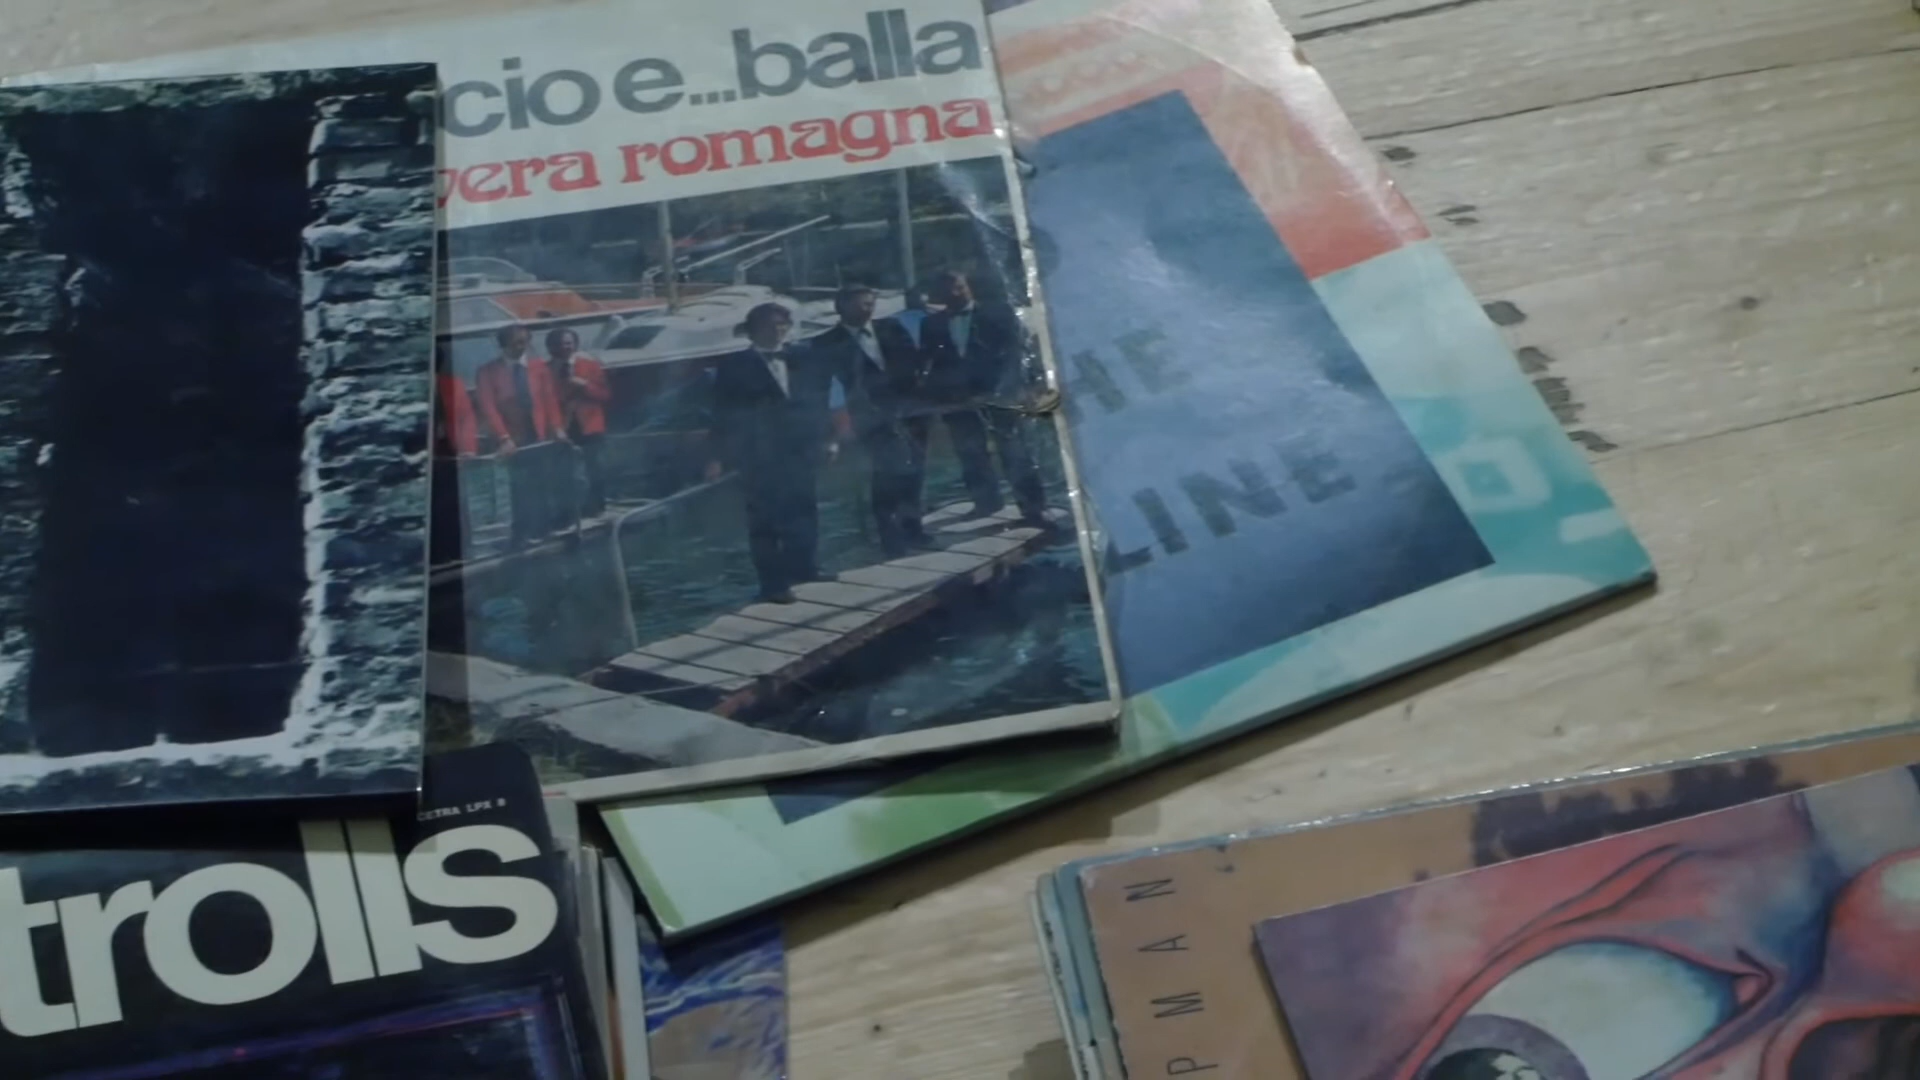 cio e...balla
vera romagna
HE
LINE
CETRA LPX 8
trolls
PMAN